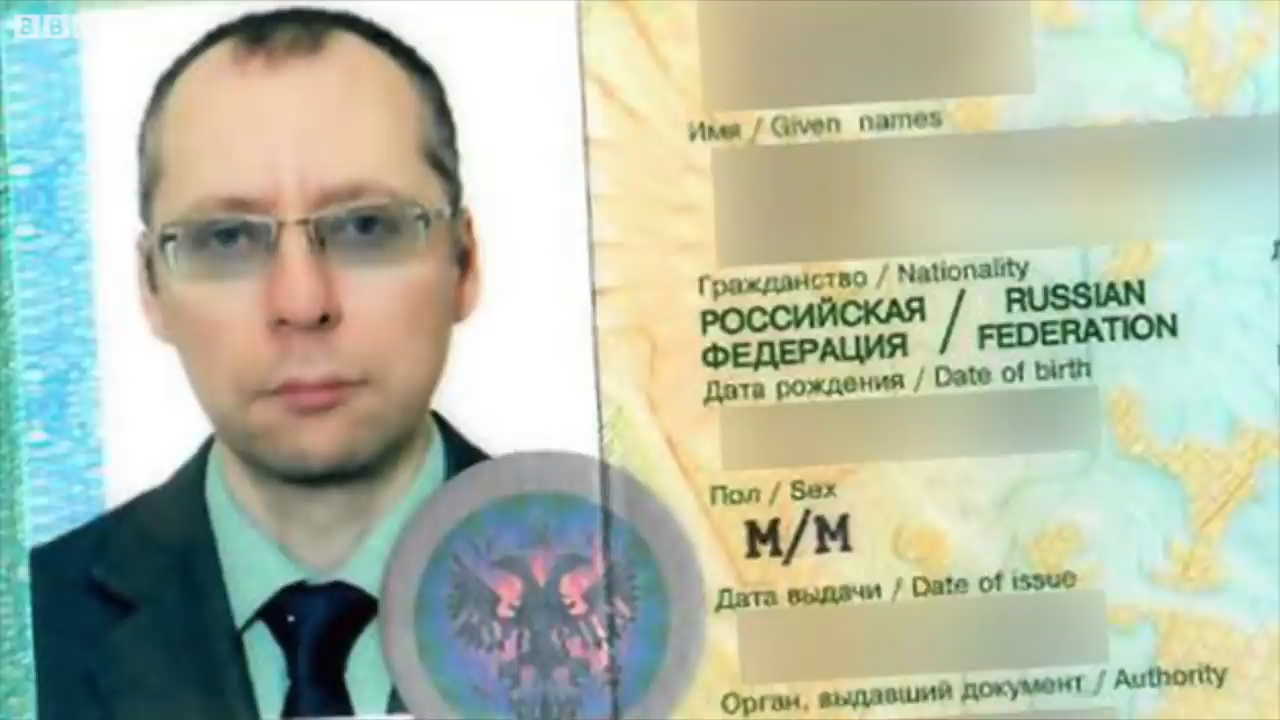 BBC
Имя / Given names
Гражданство / Nationality
РОССИЙСКАЯ / RUSSIAN
ФЕДЕРАЦИЯ FEDERATION
Дата рождения / Date of birth
Пол / Sex
М/M
Дата выдачи / Date of issue
Орган, выдавший документ / Authority